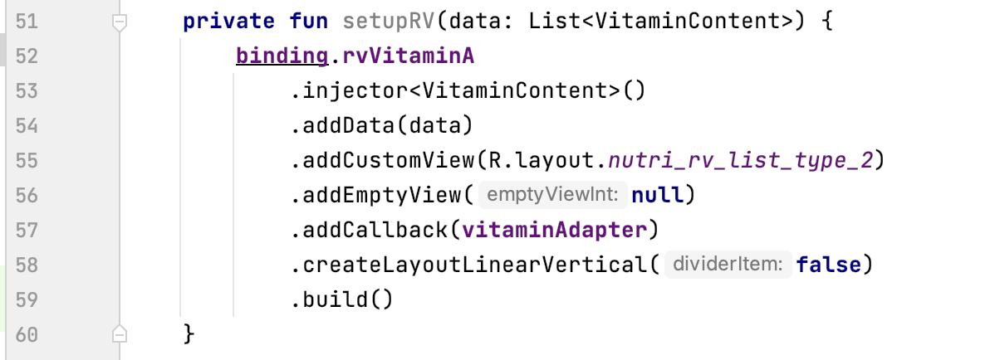 51 private fun setupRV(data: List<VitaminContent>) {
52 binding.rvVitaminA
53 .injector<VitaminContent>()
54 .addData(data)
55 .addCustomView(R.layout.nutri_rv_list_type_2)
56 .addEmptyView( emptyViewInt: null)
57 .addCallback(vitaminAdapter)
58 .createLayoutLinearVertical( dividerItem: false)
59 .build()
60 }